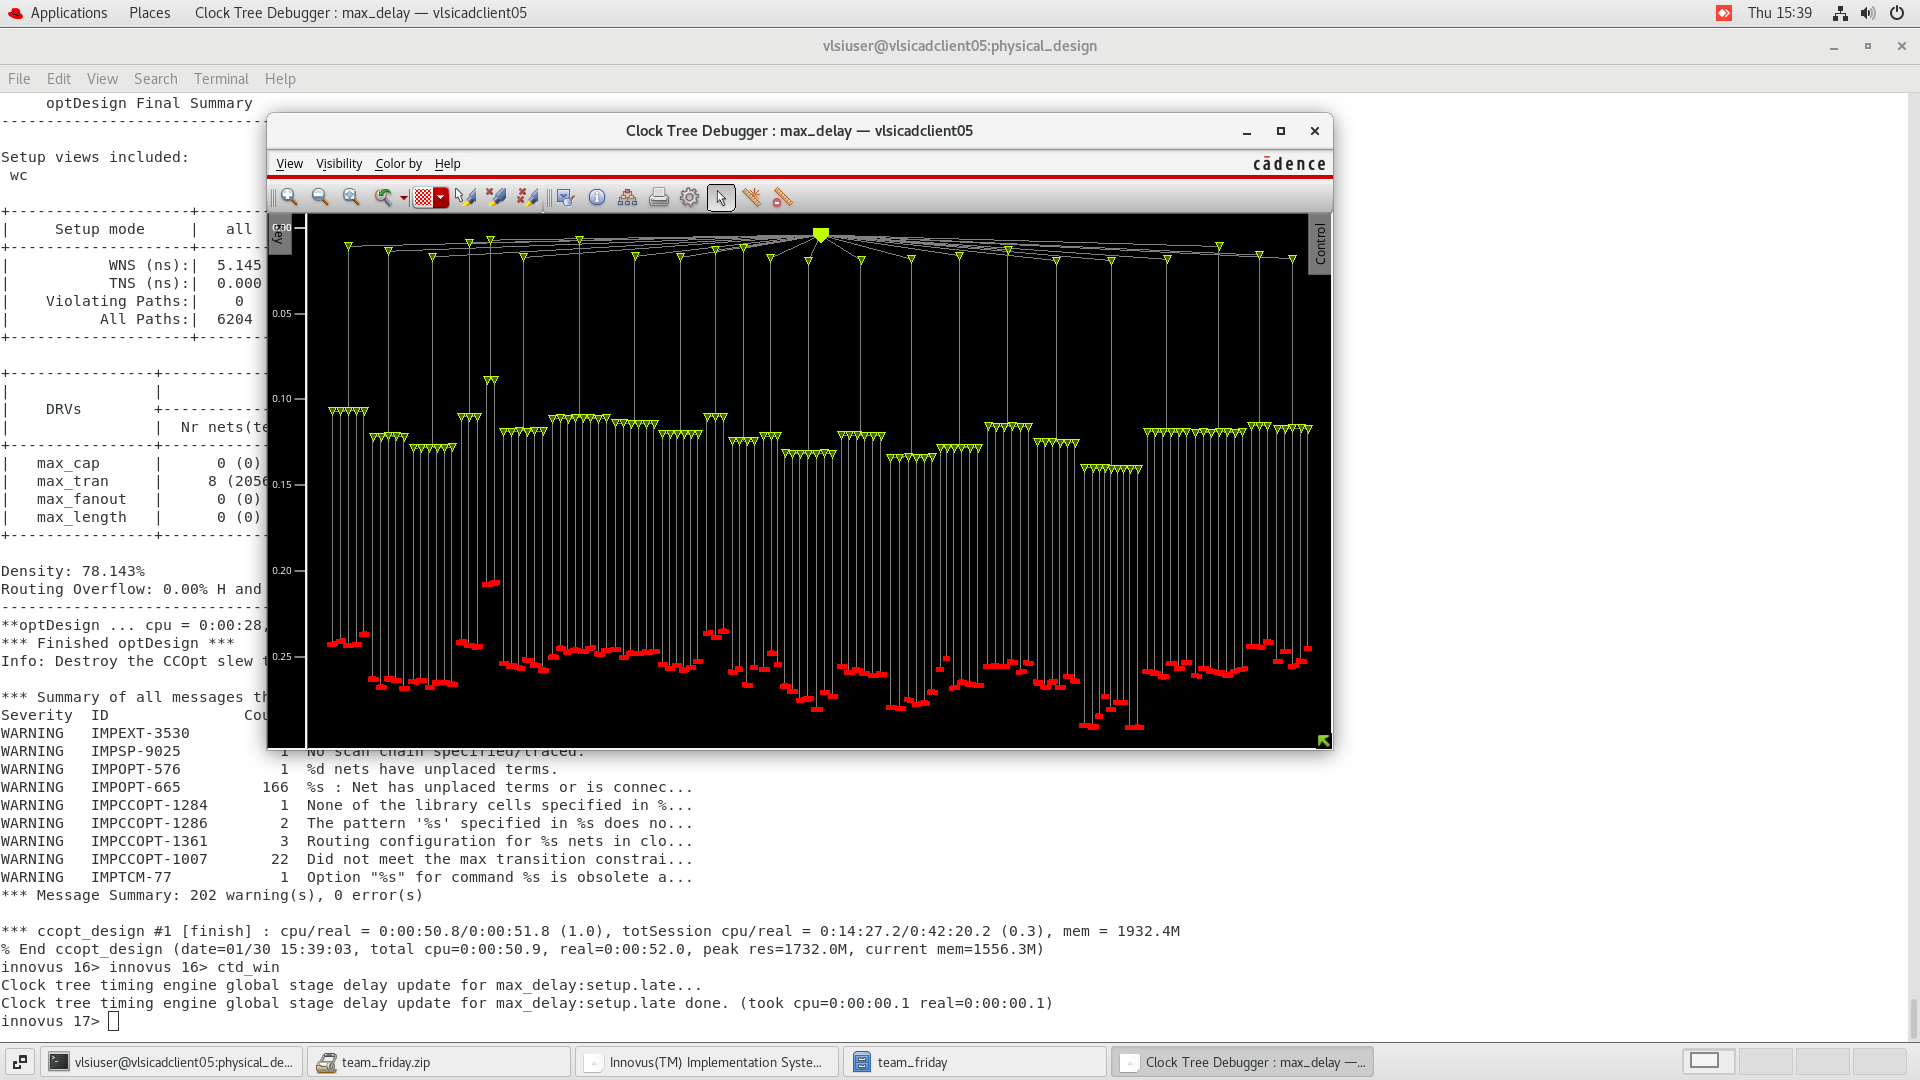 Applications Places Clock Tree Debugger : max_delay — vlsicadclient05 Thu 15:39
vlsiuser@vlsicadclient05:physical_design
File Edit View Search Terminal Help
optDesign Final Summary
------------------------------
Clock Tree Debugger : max_delay — vlsicadclient05
Setup views included:
wc
View Visibility Color by Help
cādence
+--------------------+--------
| Setup mode | all
+--------------------+--------
| WNS (ns):| 5.145
| TNS (ns):| 0.000
| Violating Paths:| 0
| All Paths:| 6204
+--------------------+--------
+----------------+------------
| |
| DRVs +------------
| | Nr nets(te
+----------------+------------
| max_cap | 0 (0)
| max_tran | 8 (2056
| max_fanout | 0 (0)
| max_length | 0 (0)
+----------------+------------
Density: 78.143%
Routing Overflow: 0.00% H and
------------------------------
**optDesign ... cpu = 0:00:28,
*** Finished optDesign ***
Info: Destroy the CCOpt slew t
Control
0.00
0.05
0.10
0.15
0.20
0.25
*** Summary of all messages th
Severity ID Cou
WARNING IMPEXT-3530
WARNING IMPSP-9025 1 No scan chain specified/traced.
WARNING IMPOPT-576 1 %d nets have unplaced terms.
WARNING IMPOPT-665 166 %s : Net has unplaced terms or is connec...
WARNING IMPCCOPT-1284 1 None of the library cells specified in %...
WARNING IMPCCOPT-1286 2 The pattern '%s' specified in %s does no...
WARNING IMPCCOPT-1361 3 Routing configuration for %s nets in clo...
WARNING IMPCCOPT-1007 22 Did not meet the max transition constrai...
WARNING IMPTCM-77 1 Option "%s" for command %s is obsolete a...
*** Message Summary: 202 warning(s), 0 error(s)
*** ccopt_design #1 [finish] : cpu/real = 0:00:50.8/0:00:51.8 (1.0), totSession cpu/real = 0:14:27.2/0:42:20.2 (0.3), mem = 1932.4M
% End ccopt_design (date=01/30 15:39:03, total cpu=0:00:50.9, real=0:00:52.0, peak res=1732.0M, current mem=1556.3M)
innovus 16> innovus 16> ctd_win
Clock tree timing engine global stage delay update for max_delay:setup.late...
Clock tree timing engine global stage delay update for max_delay:setup.late done. (took cpu=0:00:00.1 real=0:00:00.1)
innovus 17>
vlsiuser@vlsicadclient05:physical_de... team_friday.zip Innovus(TM) Implementation Syste... team_friday Clock Tree Debugger : max_delay —...